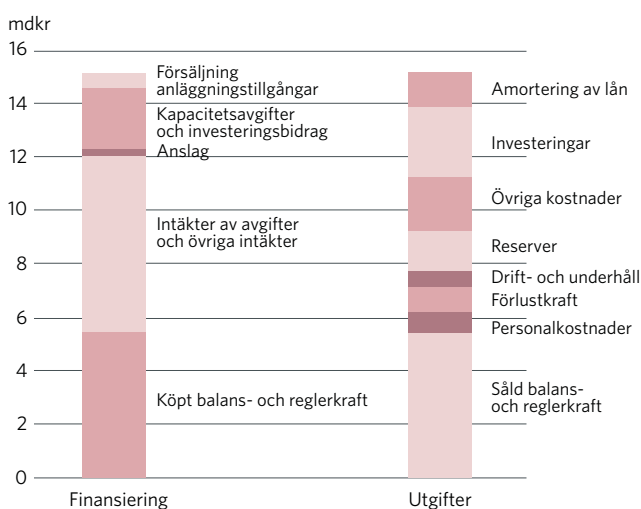 mdkr
16
14
12
10
8
6
4
2
0
Försäljning
anläggningstillgångar
Kapacitetsavgifter
och investeringsbidrag
Anslag
Intäkter av avgifter
och övriga intäkter
Köpt balans- och reglerkraft
Finansiering
Amortering av lån
Investeringar
Övriga kostnader
Reserver
Drift- och underhåll
Förlustkraft
Personalkostnader
Såld balans-
och reglerkraft
Utgifter